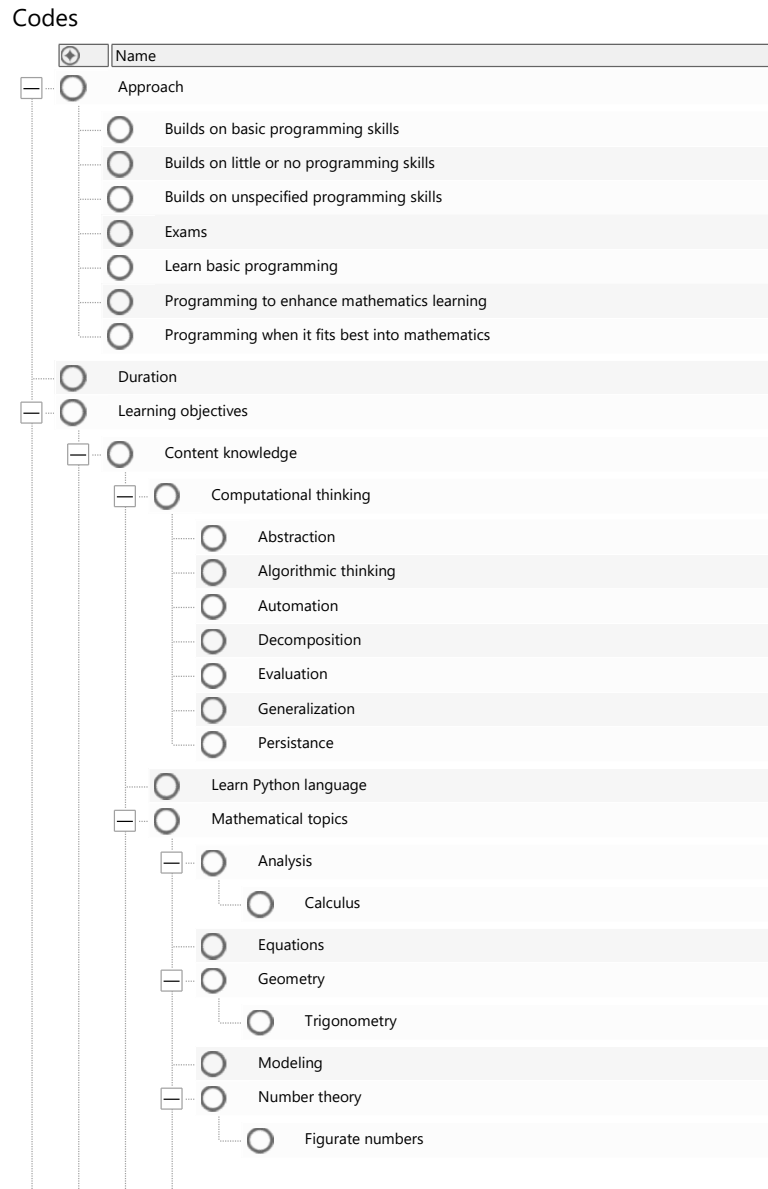 Codes
Name
Approach
Builds on basic programming skills
Builds on little or no programming skills
Builds on unspecified programming skills
Exams
Learn basic programming
Programming to enhance mathematics learning
Programming when it fits best into mathematics
Duration
Learning objectives
Content knowledge
Computational thinking
Abstraction
Algorithmic thinking
Automation
Decomposition
Evaluation
Generalization
Persistance
Learn Python language
Mathematical topics
Analysis
Calculus
Equations
Geometry
Trigonometry
Modeling
Number theory
Figurate numbers